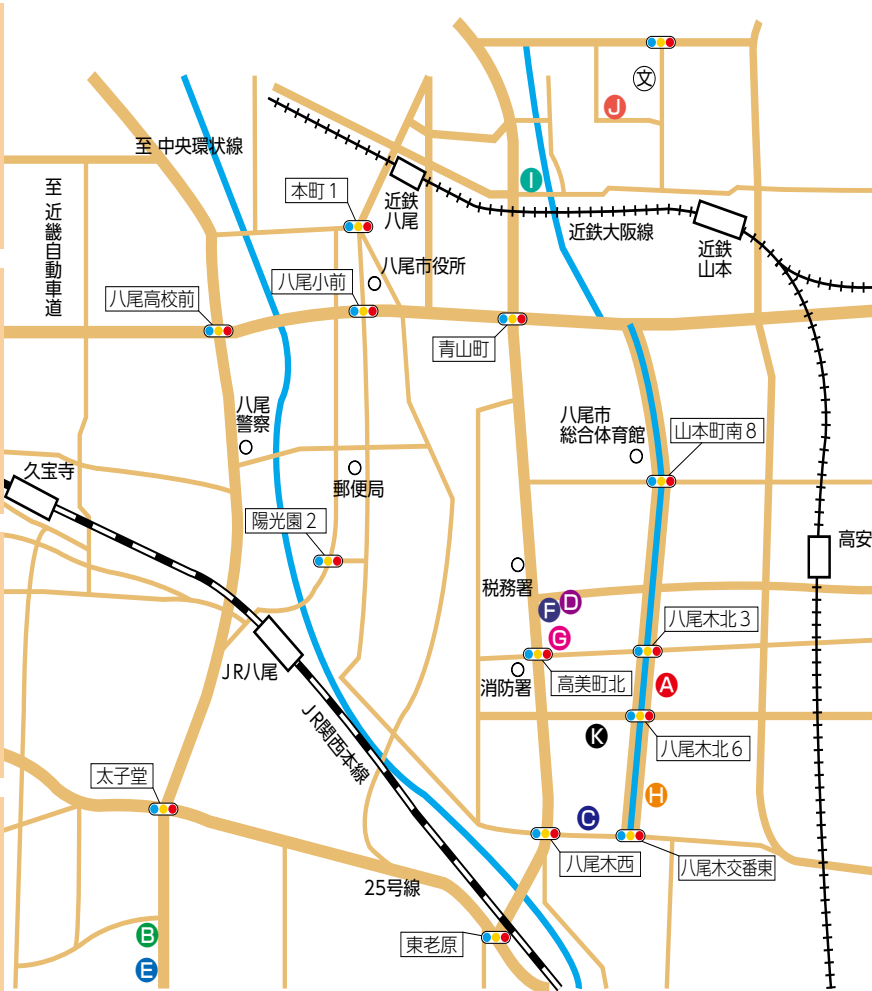 文
J
至 中央環状線
至 近畿自動車道
本町1
近鉄
八尾
I
近鉄大阪線
近鉄
山本
八尾市役所
八尾小前
八尾高校前
青山町
八尾
警察
八尾市
総合体育館
山本町南8
久宝寺
郵便局
陽光園2
高安
税務署
F
D
G
八尾木北3
JR八尾
消防署
高美町北
A
JR関西本線
K
八尾木北6
太子堂
H
C
八尾木西
八尾木交番東
25号線
B
東老原
E